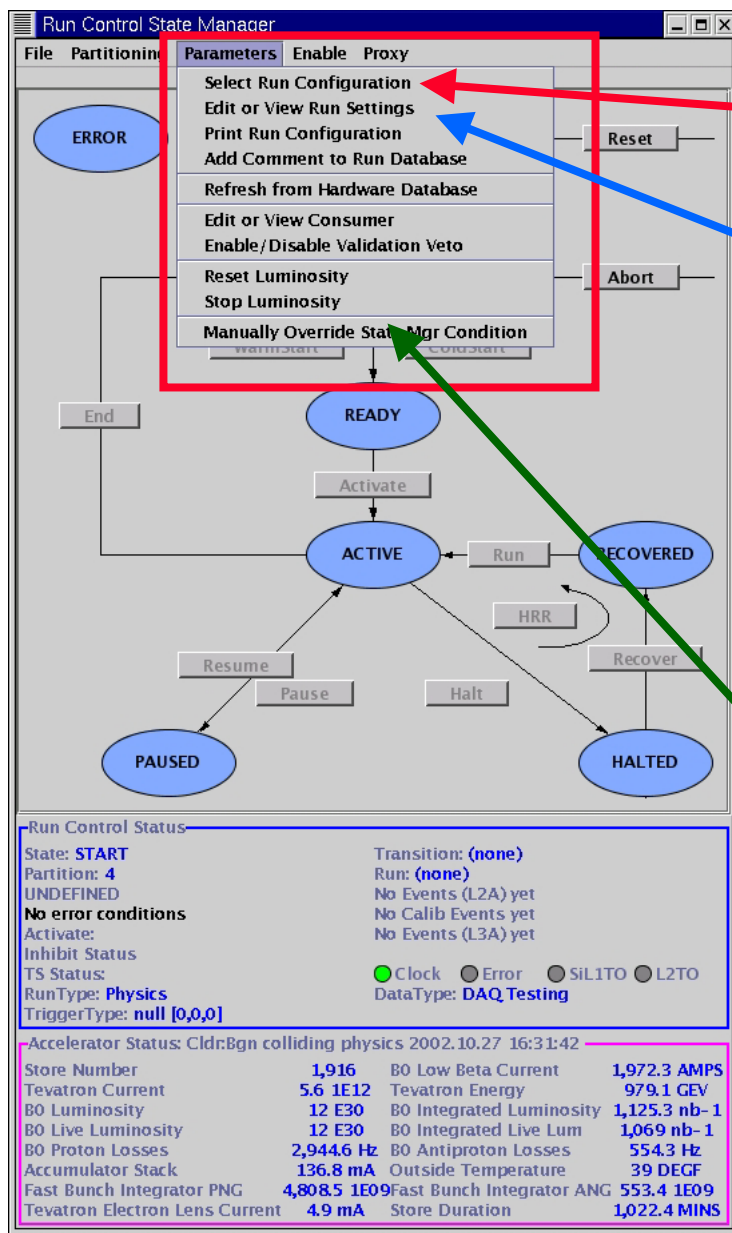 Run Control State Manager
File Partitioning Parameters Enable Proxy
Select Run Configuration
Edit or View Run Settings
Print Run Configuration
Add Comment to Run Database
Refresh from Hardware Database
Edit or View Consumer
Enable/Disable Validation Veto
Reset Luminosity
Stop Luminosity
Manually Override State Mgr Condition
ERROR
Reset
Abort
WarmStart ColdStart
End
READY
Activate
ACTIVE
Run
RECOVERED
HRR
Resume
Recover
Pause
Halt
PAUSED
HALTED
Run Control Status
State: START Transition: (none)
Partition: 4 Run: (none)
UNDEFINED No Events (L2A) yet
No error conditions No Calib Events yet
Activate: No Events (L3A) yet
Inhibit Status
TS Status: Clock Error SiL1TO L2TO
RunType: Physics DataType: DAQ Testing
TriggerType: null [0,0,0]
Accelerator Status: Cldr:Bgn colliding physics 2002.10.27 16:31:42
Store Number 1,916 B0 Low Beta Current 1,972.3 AMPS
Tevatron Current 5.6 1E12 Tevatron Energy 979.1 GEV
B0 Luminosity 12 E30 B0 Integrated Luminosity 1,125.3 nb-1
B0 Live Luminosity 12 E30 B0 Integrated Live Lum 1,069 nb-1
B0 Proton Losses 2,944.6 Hz B0 Antiproton Losses 554.3 Hz
Accumulator Stack 136.8 mA Outside Temperature 39 DEGF
Fast Bunch Integrator PNG 4,808.5 1E09 Fast Bunch Integrator ANG 553.4 1E09
Tevatron Electron Lens Current 4.9 mA Store Duration 1,022.4 MINS